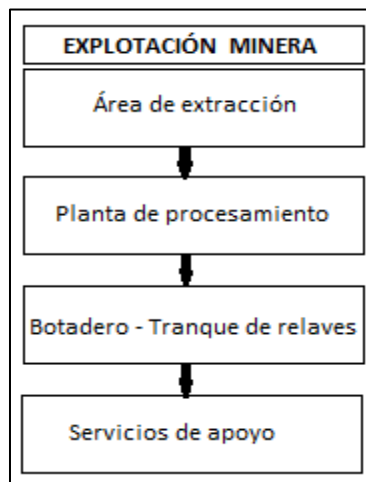 EXPLOTACIÓN MINERA
Área de extracción
Planta de procesamiento
Botadero - Tranque de relaves
Servicios de apoyo